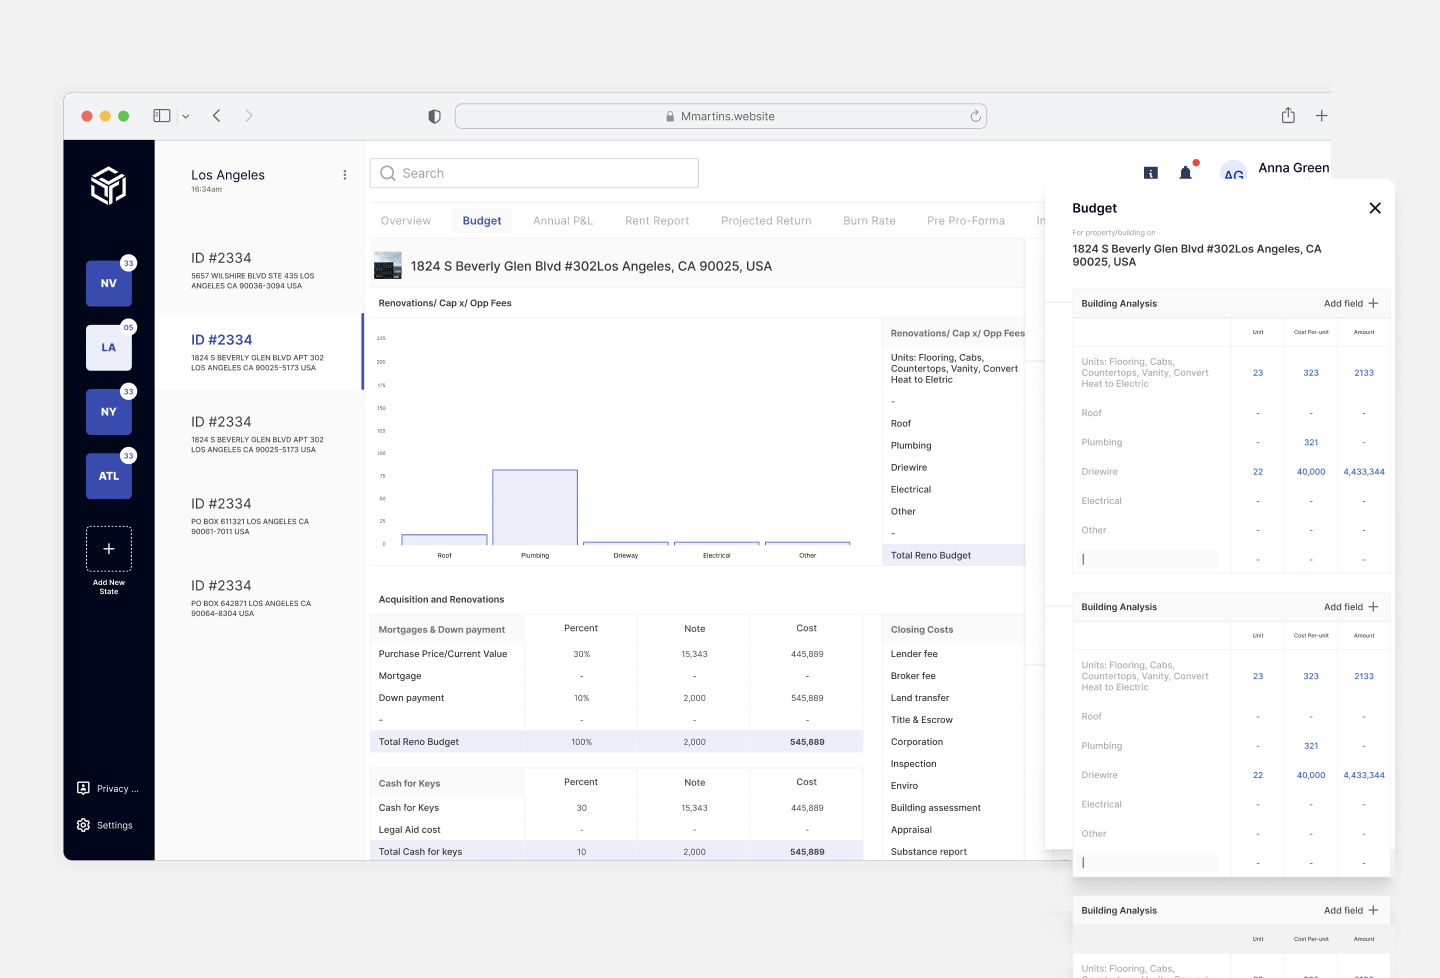 Mmartins.website
NV
33
LA
05
NY
33
ATL
33
Add New
State
Privacy ...
Settings
Los Angeles
16:34am
ID #2334
5657 WILSHIRE BLVD STE 435 LOS
ANGELES CA 90036-3094 USA
ID #2334
1824 S BEVERLY GLEN BLVD APT 302
LOS ANGELES CA 90025-5173 USA
ID #2334
1824 S BEVERLY GLEN BLVD APT 302
LOS ANGELES CA 90025-5173 USA
ID #2334
PO BOX 611321 LOS ANGELES CA
90061-7011 USA
ID #2334
PO BOX 642871 LOS ANGELES CA
90064-8304 USA
Search
AG
Anna Green
Overview Budget Annual P&L Rent Report Projected Return Burn Rate Pre Pro-Forma In
1824 S Beverly Glen Blvd #302Los Angeles, CA 90025, USA
Renovations/ Cap x/ Opp Fees
225
205
175
150
125
100
75
50
25
0
Roof Plumbing Drieway Electrical Other
Renovations/ Cap x/ Opp Fees
Units: Flooring, Cabs,
Countertops, Vanity, Convert
Heat to Eletric
-
Roof
Plumbing
Driewire
Electrical
Other
-
Total Reno Budget
Acquisition and Renovations
Mortgages & Down payment Percent Note Cost
Purchase Price/Current Value 30% 15,343 445,889
Mortgage - - -
Down payment 10% 2,000 545,889
- - - -
Total Reno Budget 100% 2,000 545,889
Cash for Keys Percent Note Cost
Cash for Keys 30 15,343 445,889
Legal Aid cost - - -
Total Cash for keys 10 2,000 545,889
Closing Costs
Lender fee
Broker fee
Land transfer
Title & Escrow
Corporation
Inspection
Enviro
Building assessment
Appraisal
Substance report
Budget
For property/building on
1824 S Beverly Glen Blvd #302Los Angeles, CA
90025, USA
Building Analysis Add field
Unit Cost Per-unit Amount
Units: Flooring, Cabs,
Countertops, Vanity, Convert 23 323 2133
Heat to Electric
Roof - - -
Plumbing - 321 -
Driewire 22 40,000 4,433,344
Electrical - - -
Other - - -
- - -
Building Analysis Add field
Unit Cost Per-unit Amount
Units: Flooring, Cabs,
Countertops, Vanity, Convert 23 323 2133
Heat to Electric
Roof - - -
Plumbing - 321 -
Driewire 22 40,000 4,433,344
Electrical - - -
Other - - -
- - -
Building Analysis Add field
Unit Cost Per-unit Amount
Units: Flooring, Cabs,